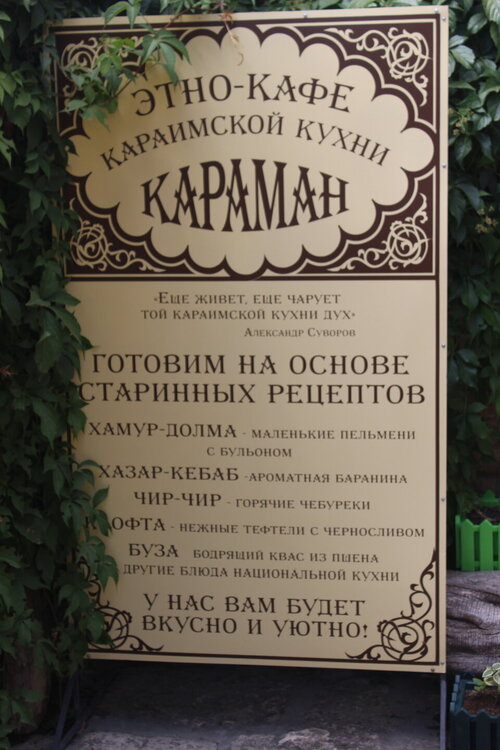 ЭТНО-КАФЕ
КАРАИМСКОЙ КУХНИ
КАРАМАН
«ЕЩЕ ЖИВЕТ, ЕЩЕ ЧАРУЕТ
ТОЙ КАРАИМСКОЙ КУХНИ ДУХ»
АЛЕКСАНДР СУВОРОВ
ГОТОВИМ НА ОСНОВЕ
СТАРИННЫХ РЕЦЕПТОВ
ХАМУР-ДОЛМА - МАЛЕНЬКИЕ ПЕЛЬМЕНИ
С БУЛЬОНОМ
ХАЗАР-КЕБАБ -АРОМАТНАЯ БАРАНИНА
ЧИР-ЧИР - ГОРЯЧИЕ ЧЕБУРЕКИ
- НЕЖНЫЕ ТЕФТЕЛИ С ЧЕРНОСЛИВОМ
БУЗА БОДРЯЩИЙ КВАС ИЗ ПШЕНА
ДРУГИЕ БЛЮДА НАЦИОНАЛЬНОЙ КУХНИ
У НАС ВАМ БУДЕТ
ВКУСНО И УЮТНО!